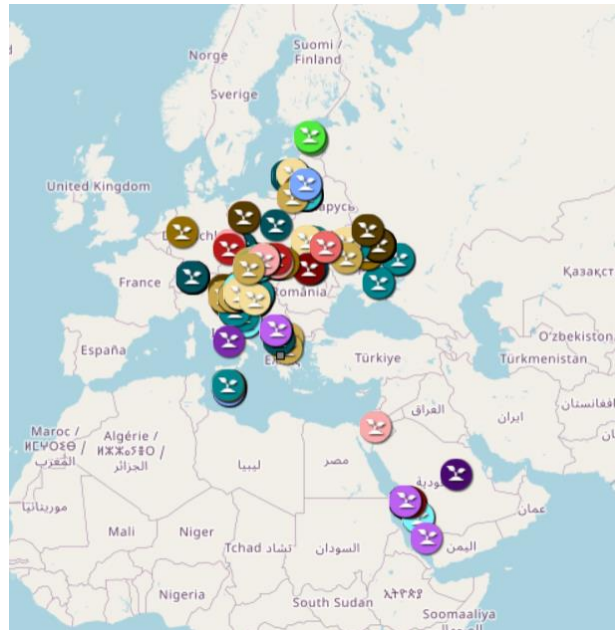 Norge
Suomi /
Finland
Sverige
United Kingdom
France
România
Қазақст
O'zbekiston
Türkmenistan
España
Türkiye
افغانستان
ایران
العراق
Maroc /
ⵍⵎⵖⵔⵉⴱ /
المغرب
Algérie /
ⵍⵣⵣⴰⵢⴻⵔ /
الجزائر
ليبيا
مصر
عمان
موريتانيا
Mali
Niger
Tchad تشاد
السودان
اليمن
Nigeria
South Sudan
ኢትዮጵያ
Soomaaliya